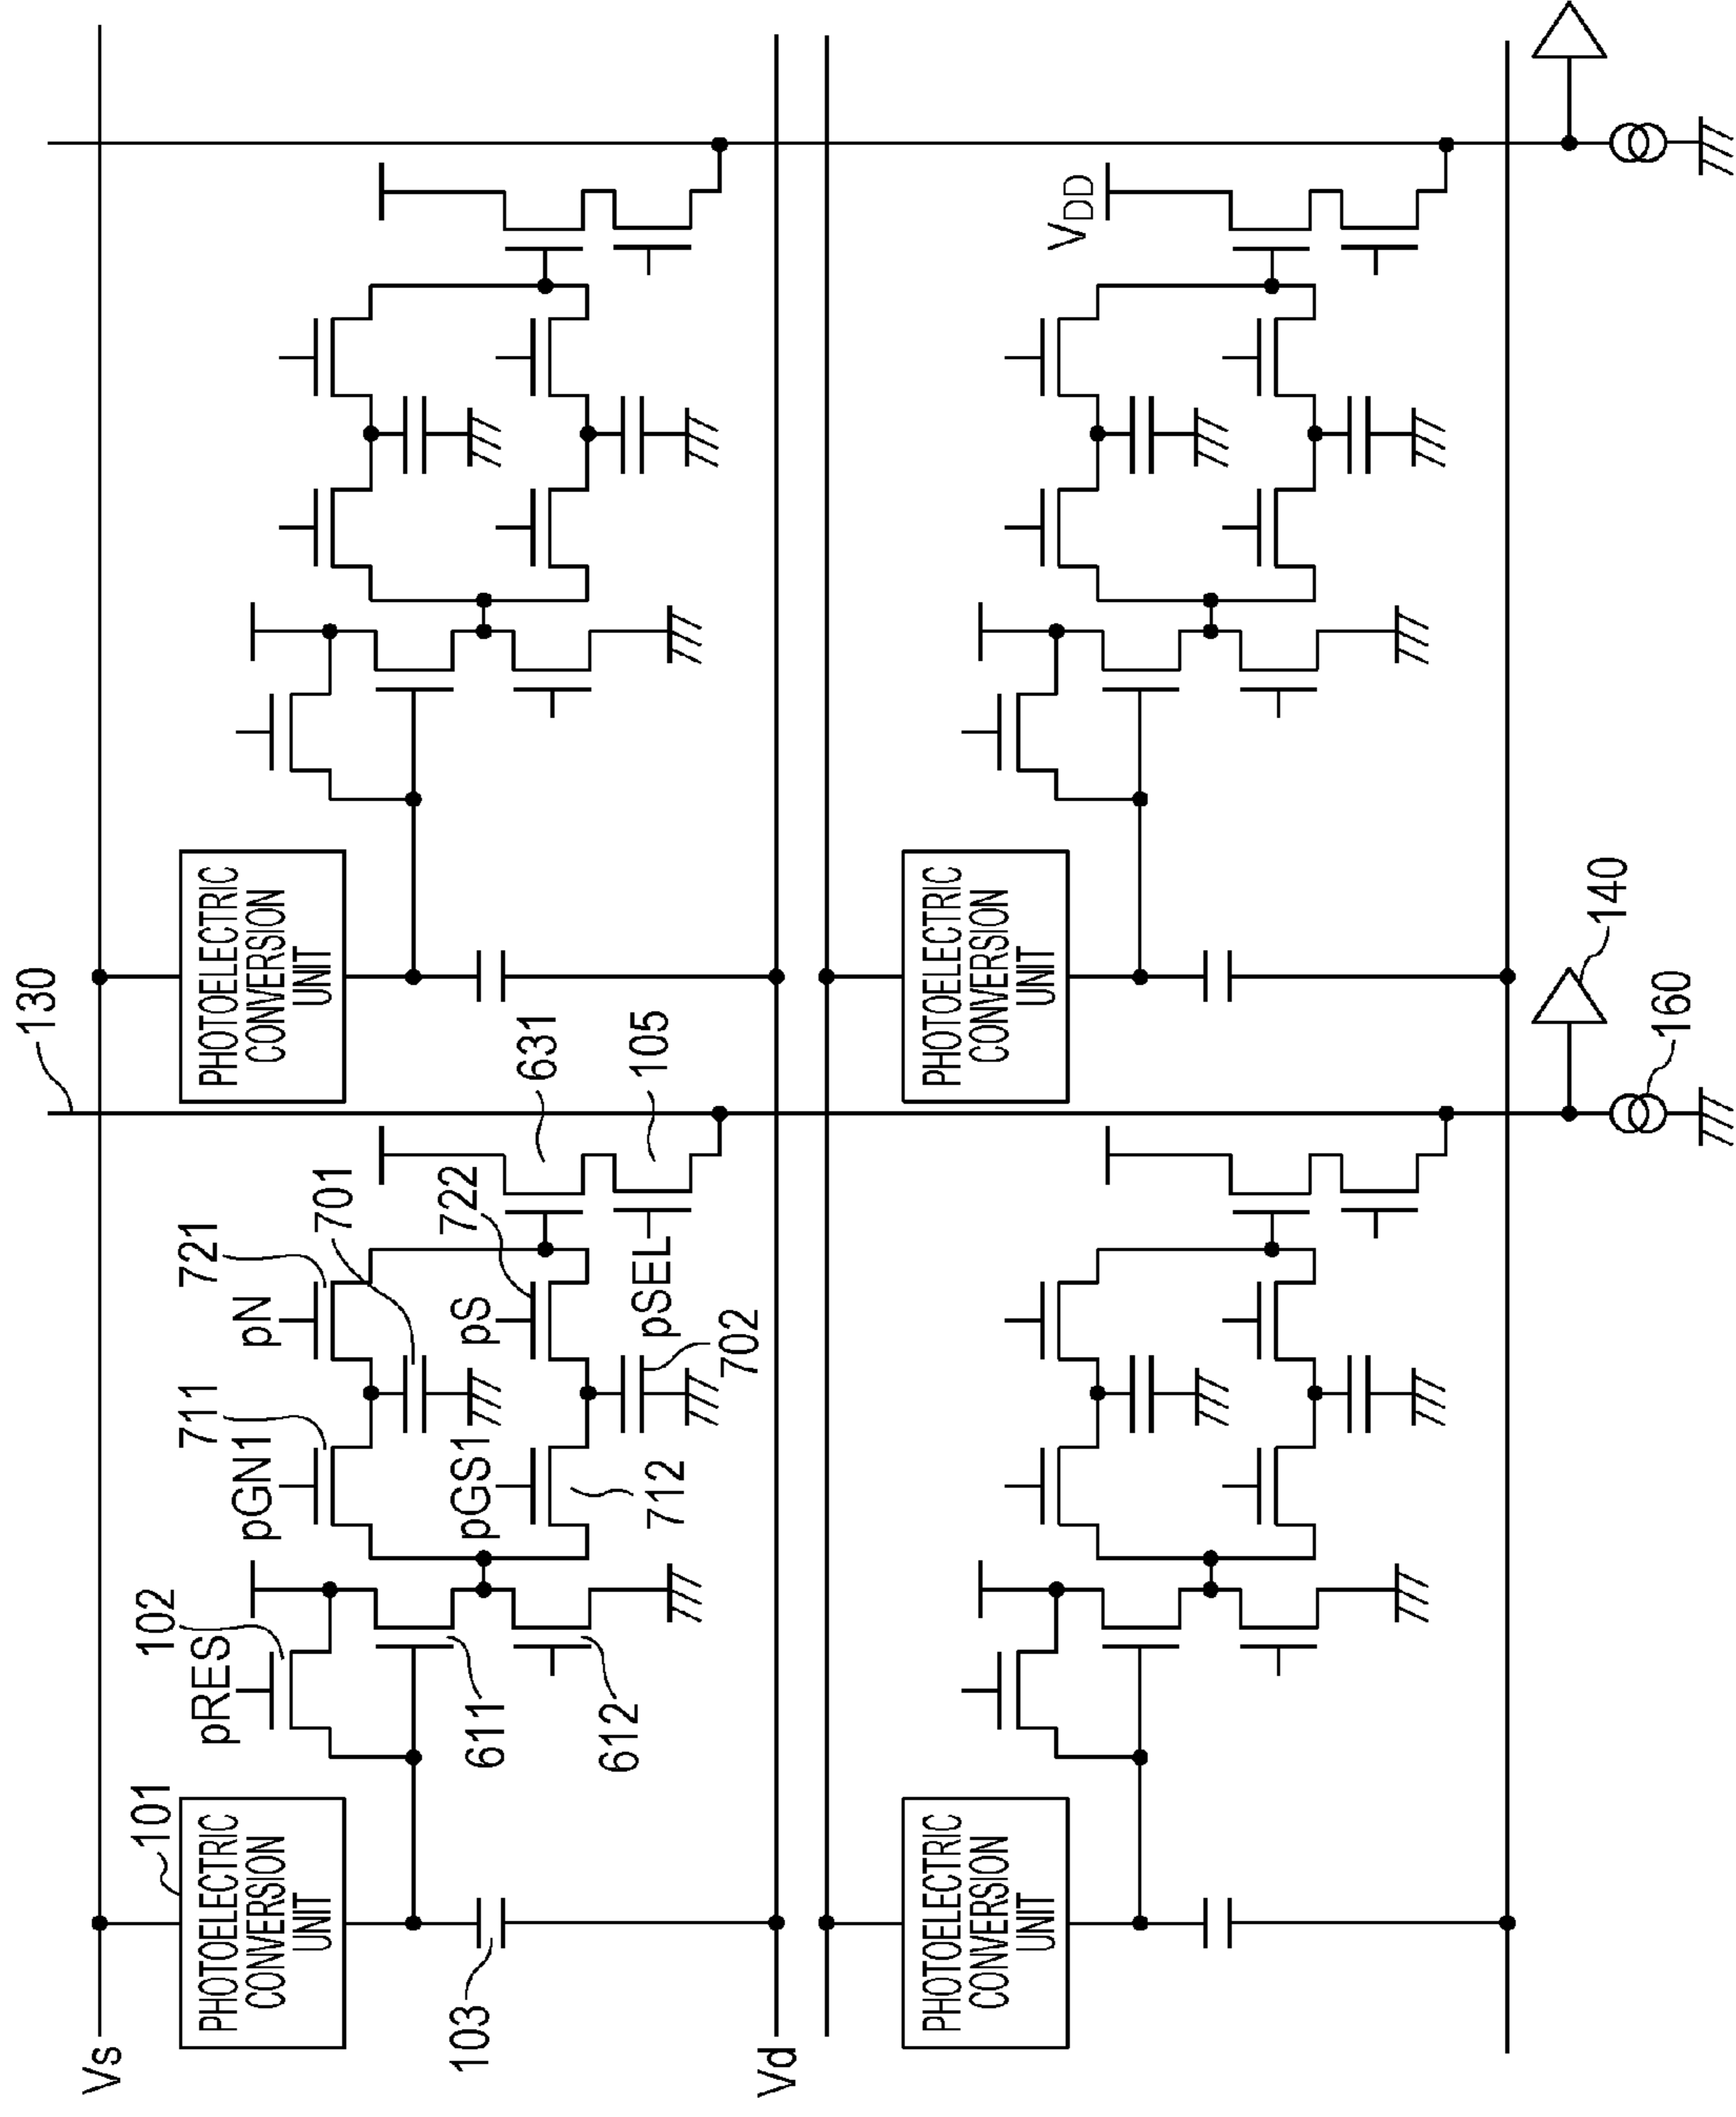 Vs
Vd
101
PHOTOELECTRIC
CONVERSION
UNIT
103
pRES
102
611
612
pGN1
711
pGS1
712
pN
721
701
pS
722
702
pSEL
631
105
130
PHOTOELECTRIC
CONVERSION
UNIT
PHOTOELECTRIC
CONVERSION
UNIT
PHOTOELECTRIC
CONVERSION
UNIT
VDD
140
160